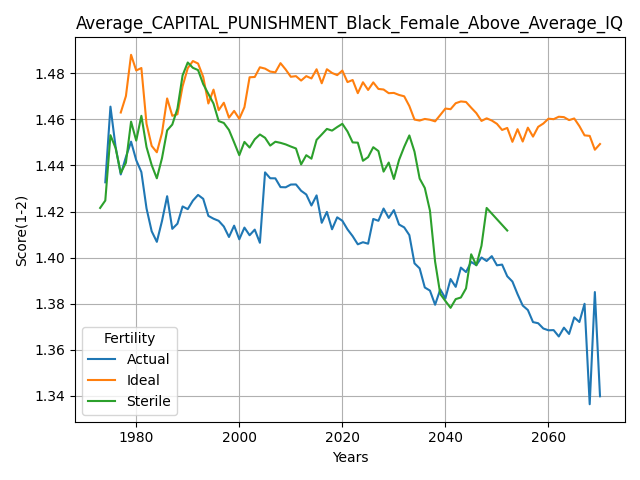 Average_CAPITAL_PUNISHMENT_Black_Female_Above_Average_IQ
Score(1-2)
1.48
1.46
1.44
1.42
1.40
1.38
1.36
1.34
Fertility
Actual
Ideal
Sterile
1980 2000 2020 2040 2060
Years